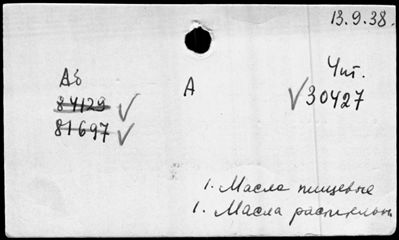 13.9.38.
Аб
84129
81697
А
Чит.
30427
1. Масла пищевые
1. Масла растительн